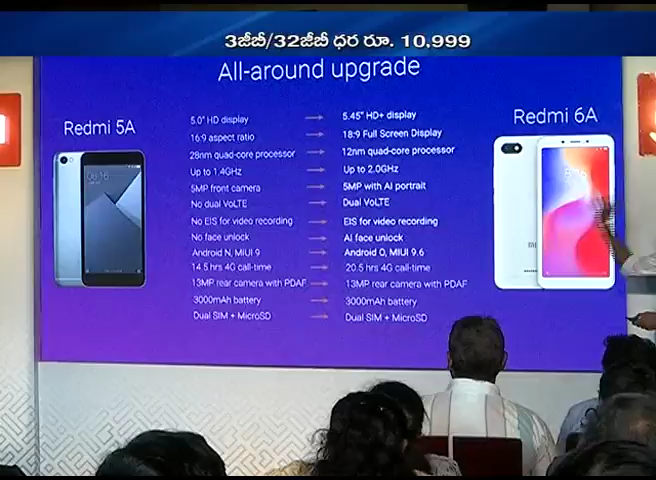 3జీబీ/32జీబీ ధర రూ. 10,999
All-around upgrade
Redmi 5A
Redmi 6A
5.0" HD display → 5.45" HD+ display
16:9 aspect ratio → 18:9 Full Screen Display
28nm quad-core processor → 12nm quad-core processor
Up to 1.4GHz → Up to 2.0GHz
5MP front camera → 5MP with AI portrait
No dual VoLTE → Dual VoLTE
No EIS for video recording → EIS for video recording
No face unlock → AI face unlock
Android N, MIUI 9 → Android O, MIUI 9.6
14.5 hrs 4G call-time → 20.5 hrs 4G call-time
13MP rear camera with PDAF → 13MP rear camera with PDAF
3000mAh battery → 3000mAh battery
Dual SIM + MicroSD → Dual SIM + MicroSD